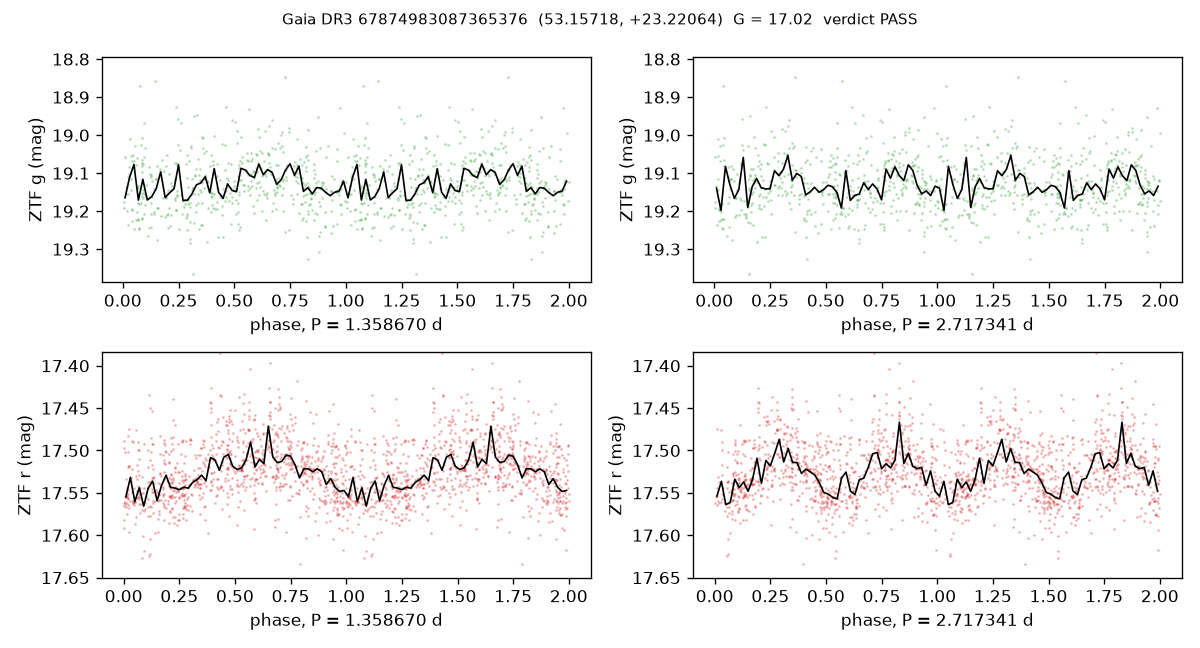 Gaia DR3 67874983087365376 (53.15718, +23.22064) G = 17.02 verdict PASS
ZTF g (mag)
18.8
18.9
19.0
19.1
19.2
19.3
0.00 0.25 0.50 0.75 1.00 1.25 1.50 1.75 2.00
phase, P = 1.358670 d
ZTF g (mag)
18.8
18.9
19.0
19.1
19.2
19.3
0.00 0.25 0.50 0.75 1.00 1.25 1.50 1.75 2.00
phase, P = 2.717341 d
ZTF r (mag)
17.40
17.45
17.50
17.55
17.60
17.65
0.00 0.25 0.50 0.75 1.00 1.25 1.50 1.75 2.00
phase, P = 1.358670 d
ZTF r (mag)
17.40
17.45
17.50
17.55
17.60
17.65
0.00 0.25 0.50 0.75 1.00 1.25 1.50 1.75 2.00
phase, P = 2.717341 d